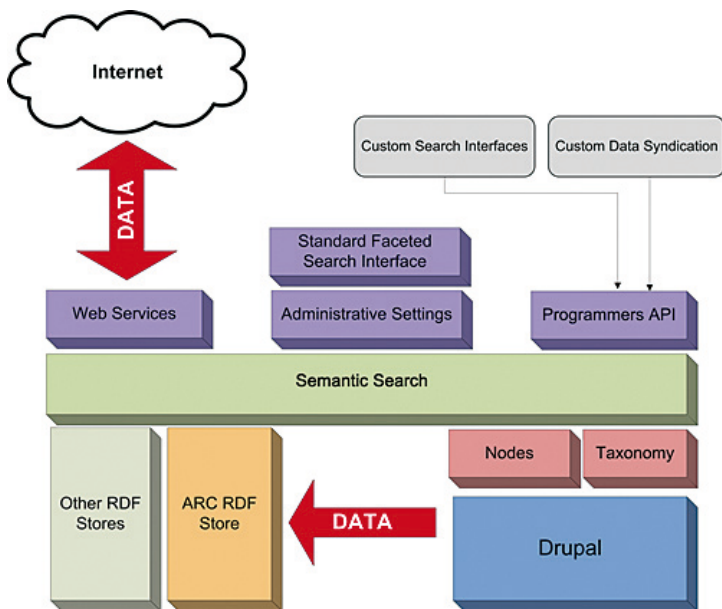 Internet
DATA
Custom Search Interfaces
Custom Data Syndication
Standard Faceted
Search Interface
Web Services
Administrative Settings
Programmers API
Semantic Search
Other RDF
Stores
ARC RDF
Store
DATA
Nodes
Taxonomy
Drupal